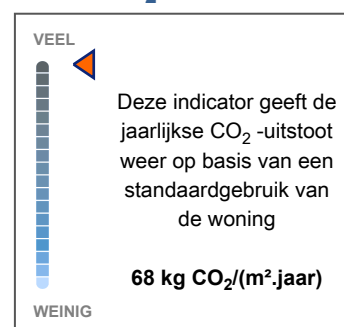 VEEL
Deze indicator geeft de
jaarlijkse CO₂ -uitstoot
weer op basis van een
standaardgebruik van
de woning
68 kg CO₂/(m².jaar)
WEINIG